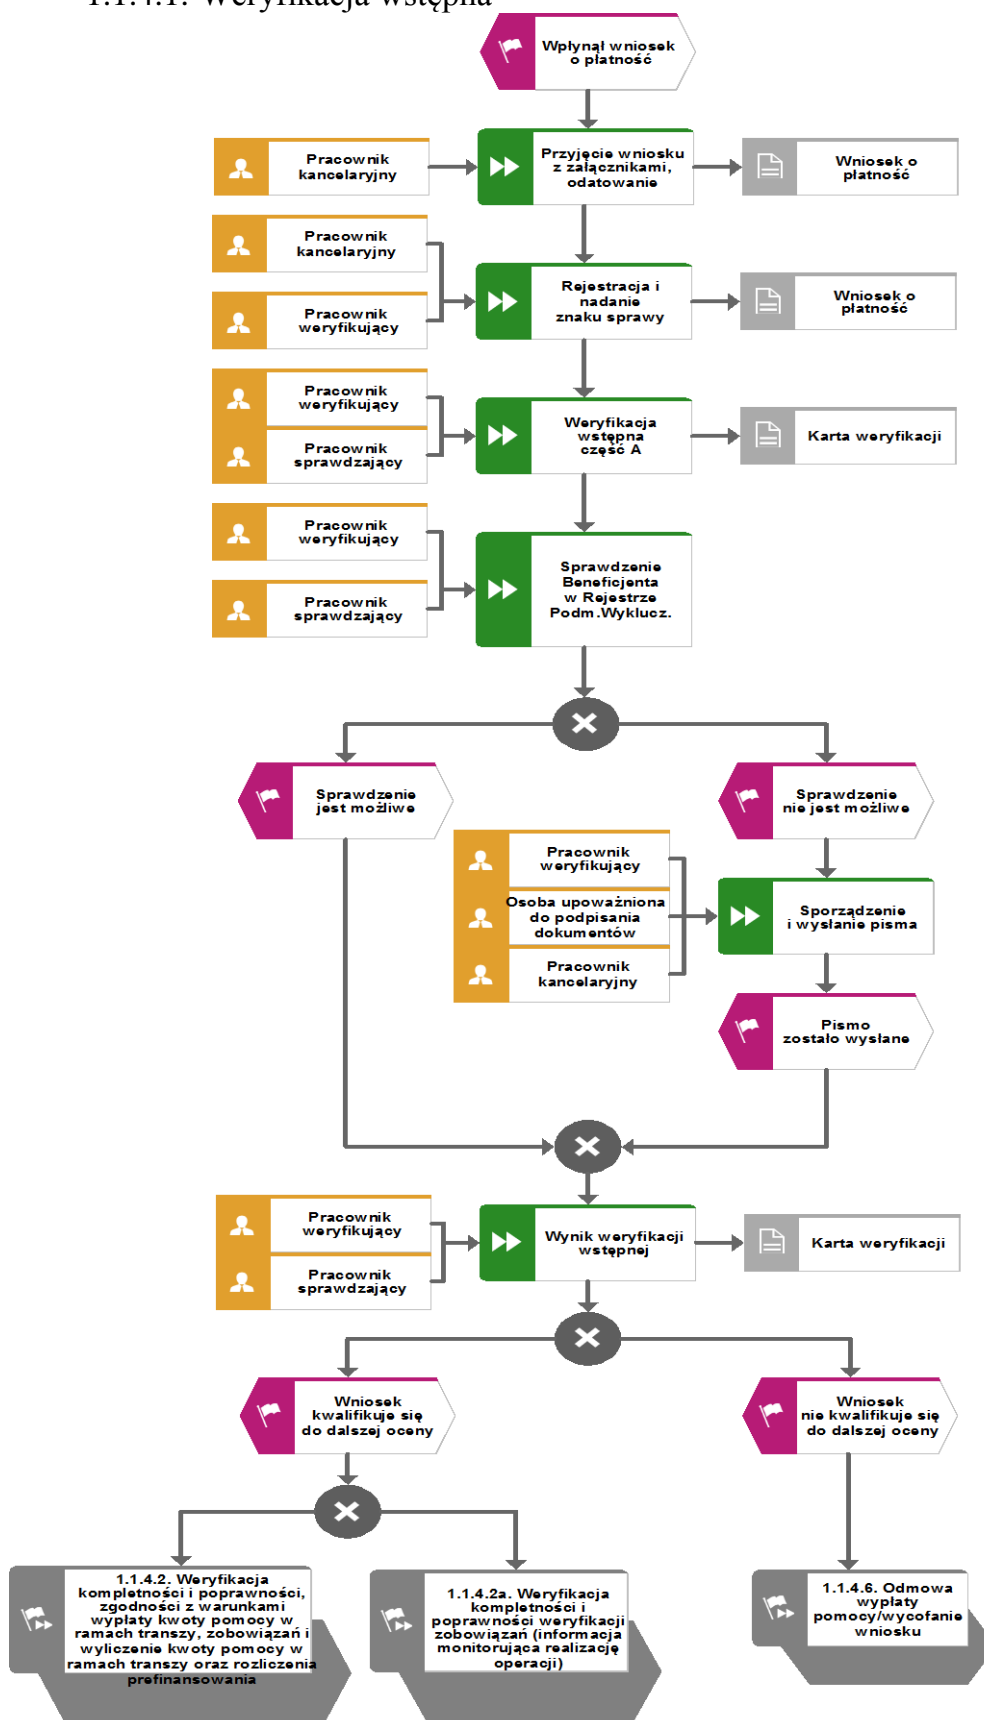 1.1.4.1. Weryfikacja wstępna
Wpłynął wniosek
o płatność
Pracownik
kancelaryjny
Przyjęcie wniosku
z załącznikami,
odatowanie
Wniosek o
płatność
Pracownik
kancelaryjny
Pracownik
weryfikujący
Rejestracja i
nadanie
znaku sprawy
Wniosek o
płatność
Pracownik
weryfikujący
Pracownik
sprawdzający
Weryfikacja
wstępna
część A
Karta weryfikacji
Pracownik
weryfikujący
Pracownik
sprawdzający
Sprawdzenie
Beneficjenta
w Rejestrze
Podm.Wyklucz.
Sprawdzenie
jest możliwe
Sprawdzenie
nie jest możliwe
Pracownik
weryfikujący
Osoba upoważniona
do podpisania
dokumentów
Pracownik
kancelaryjny
Sporządzenie
i wysłanie pisma
Pismo
zostało wysłane
Pracownik
weryfikujący
Pracownik
sprawdzający
Wynik weryfikacji
wstępnej
Karta weryfikacji
Wniosek
kwalifikuje się
do dalszej oceny
Wniosek
nie kwalifikuje się
do dalszej oceny
1.1.4.2. Weryfikacja
kompletności i poprawności,
zgodności z warunkami
wypłaty kwoty pomocy w
ramach transzy, zobowiązań i
wyliczenie kwoty pomocy w
ramach transzy oraz rozliczenia
prefinansowania
1.1.4.2a. Weryfikacja
kompletności i
poprawności weryfikacji
zobowiązań (informacja
monitorująca realizację
operacji)
1.1.4.6. Odmowa
wypłaty
pomocy/wycofanie
wniosku